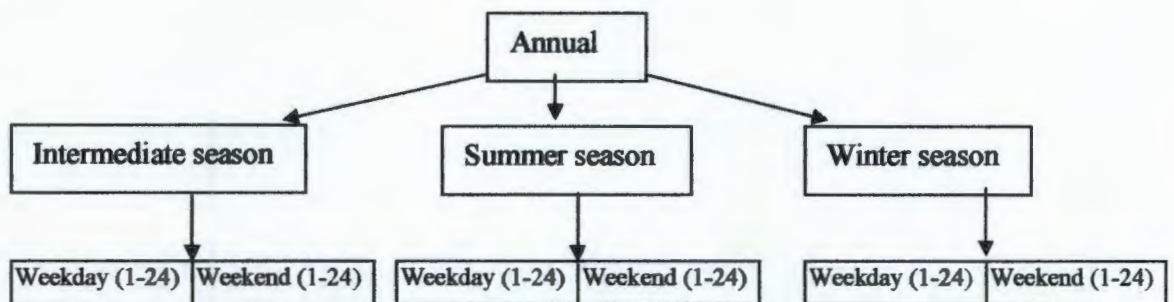 Annual
Intermediate season
Summer season
Winter season
Weekday (1-24) Weekend (1-24)
Weekday (1-24) Weekend (1-24)
Weekday (1-24) Weekend (1-24)